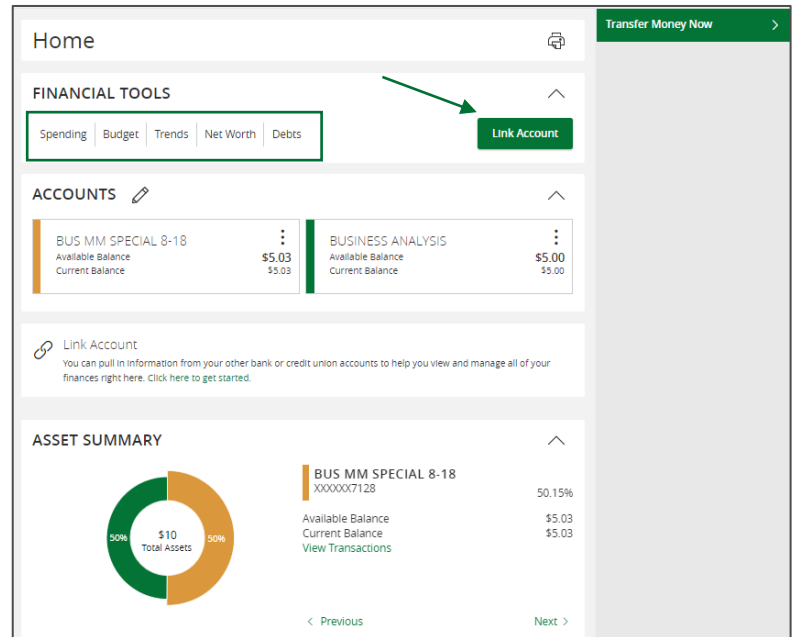 Home
Transfer Money Now
FINANCIAL TOOLS
Spending Budget Trends Net Worth Debts
Link Account
ACCOUNTS
BUS MM SPECIAL 8-18
Available Balance $5.03
Current Balance $5.03
BUSINESS ANALYSIS
Available Balance $5.00
Current Balance $5.00
Link Account
You can pull in information from your other bank or credit union accounts to help you view and manage all of your
finances right here. Click here to get started.
ASSET SUMMARY
50%
$10
Total Assets
50%
BUS MM SPECIAL 8-18
XXXXXX7128
50.15%
Available Balance $5.03
Current Balance $5.03
View Transactions
< Previous Next >